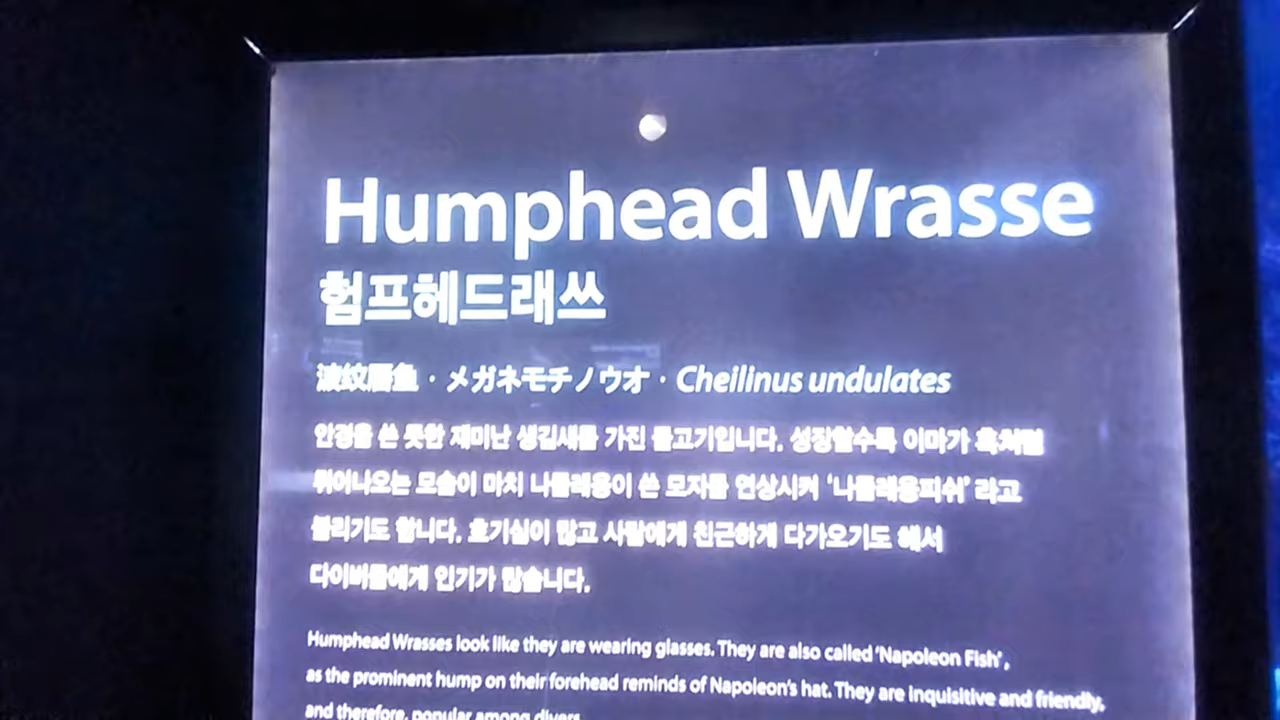 Humphead Wrasse
험프헤드래쓰
波纹唇鱼 · メガネモチノウオ · Cheilinus undulates
안경을 쓴 듯한 재미난 생김새를 가진 물고기입니다. 성장할수록 이마가 혹처럼
튀어나오는 모습이 마치 나폴레옹이 쓴 모자를 연상시켜 ‘나폴레옹피쉬’ 라고
불리기도 합니다. 호기심이 많고 사람에게 친근하게 다가오기도 해서
다이버들에게 인기가 많습니다.
Humphead Wrasses look like they are wearing glasses. They are also called ‘Napoleon Fish’,
as the prominent hump on their forehead reminds of Napoleon's hat. They are inquisitive and friendly,
and therefore, popular among divers.